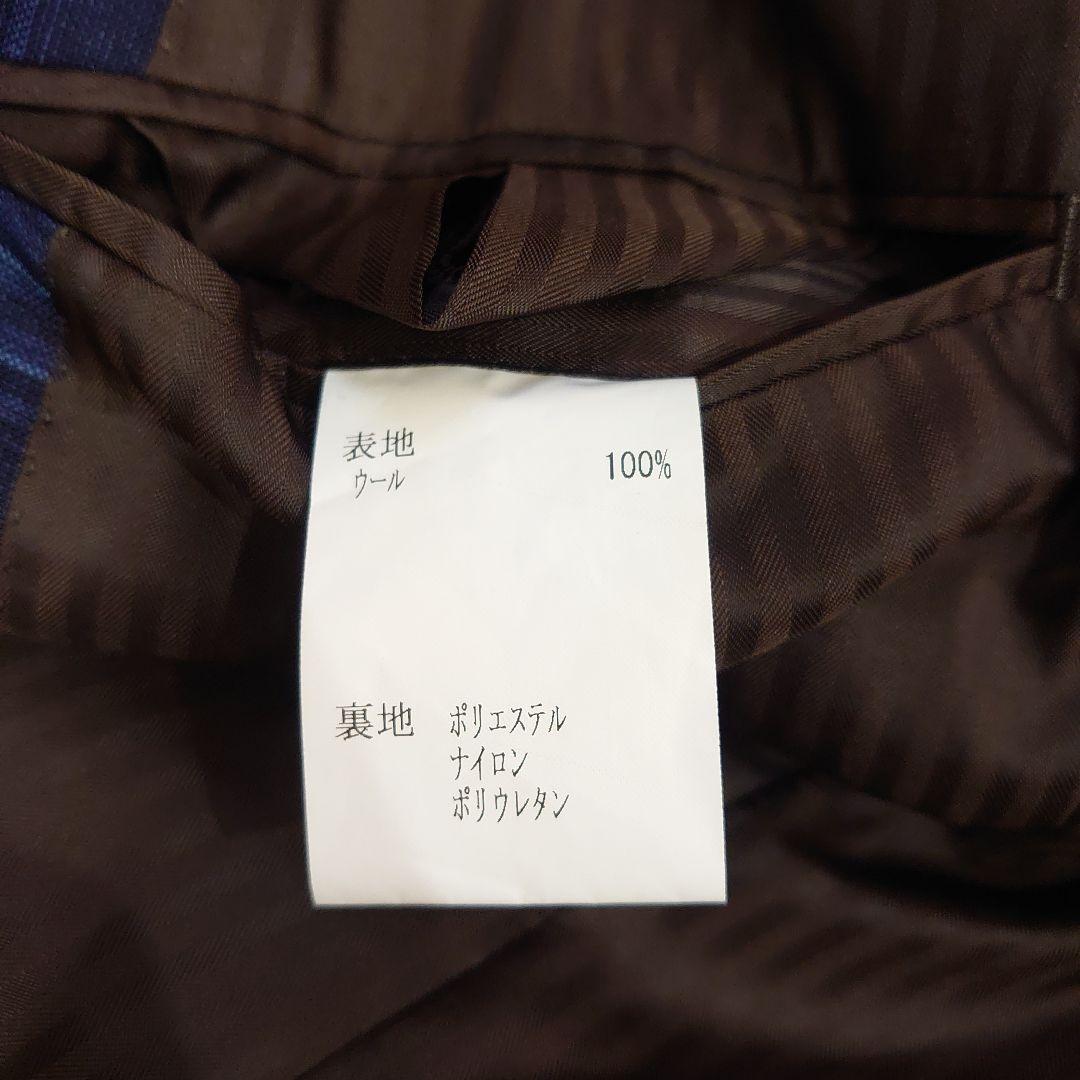 表地
ウール 100%
裏地 ポリエステル
ナイロン
ポリウレタン